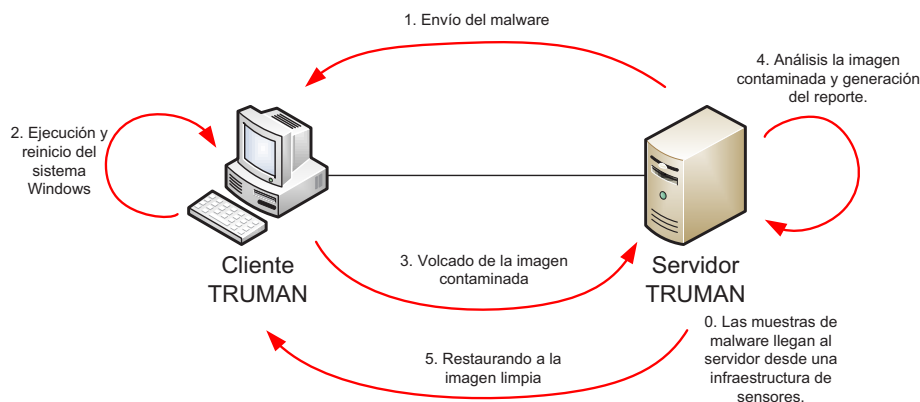 1. Envío del malware
4. Análisis la imagen
contaminada y generación
del reporte.
2. Ejecución y
reinicio del
sistema
Windows
Cliente
TRUMAN
3. Volcado de la imagen
contaminada
Servidor
TRUMAN
0. Las muestras de
malware llegan al
servidor desde una
infraestructura de
sensores.
5. Restaurando a la
imagen limpia